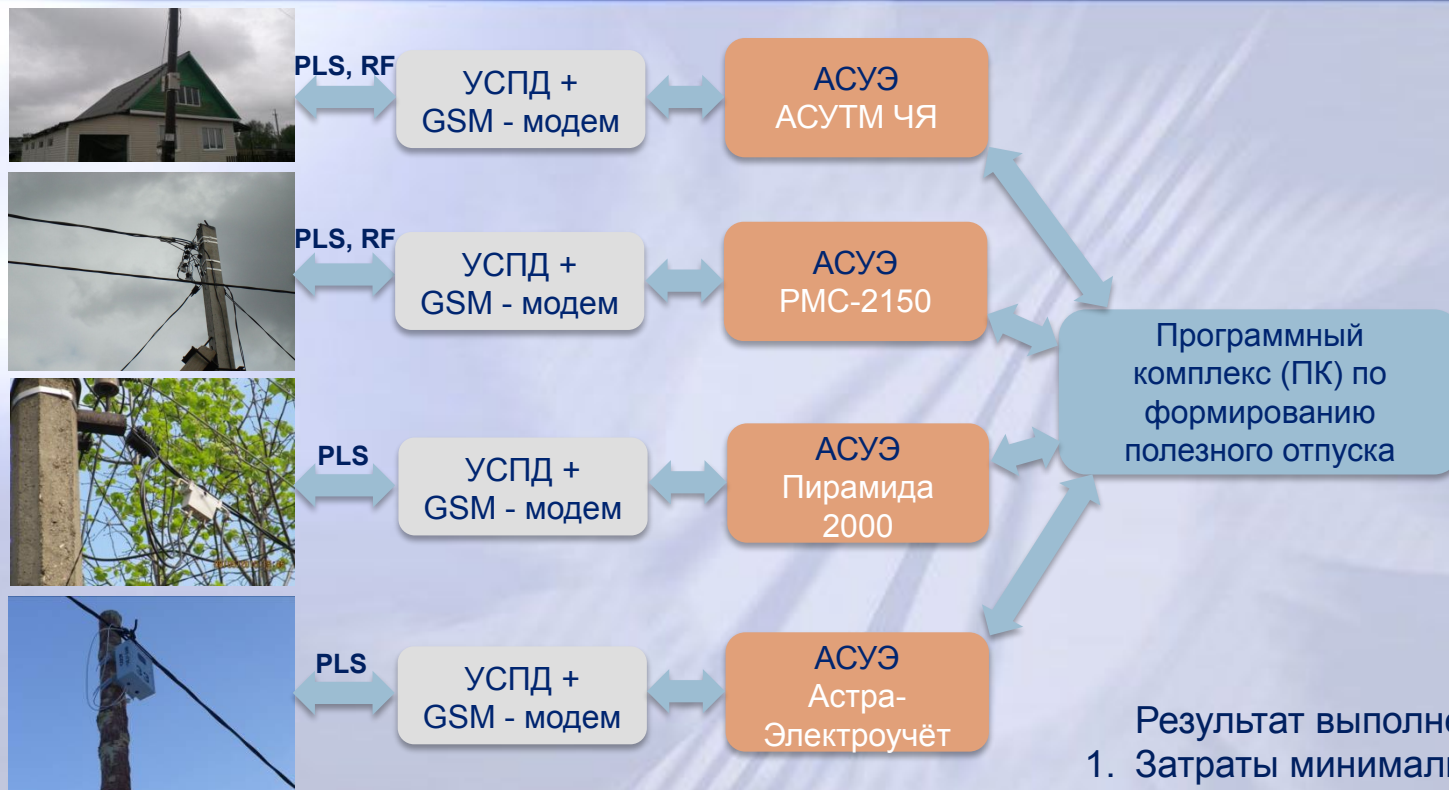 PLS, RF
УСПД +
GSM - модем
АСУЭ
АСУТМ ЧЯ
PLS, RF
УСПД +
GSM - модем
АСУЭ
РМС-2150
Программный
комплекс (ПК) по
формированию
полезного отпуска
PLS
УСПД +
GSM - модем
АСУЭ
Пирамида
2000
PLS
УСПД +
GSM - модем
АСУЭ
Астра-
Электроучёт
Результат
1. Затраты